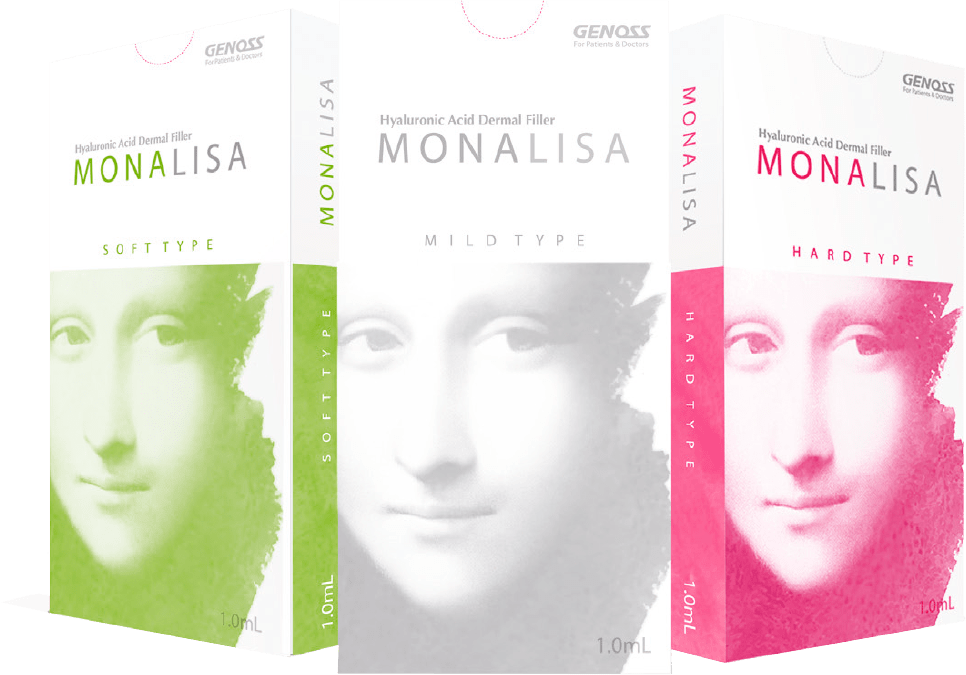 GENOSS
For Patients & Doctors
Hyaluronic Acid Dermal Filler
MONALISA
SOFT TYPE
1.0mL
MONALISA
SOFT TYPE
1.0mL
GENOSS
For Patients & Doctors
Hyaluronic Acid Dermal Filler
MONALISA
MILD TYPE
1.0mL
MONALISA
HARD TYPE
1.0mL
GENOSS
For Patients & Doctors
Hyaluronic Acid Dermal Filler
MONALISA
HARD TYPE
1.0mL